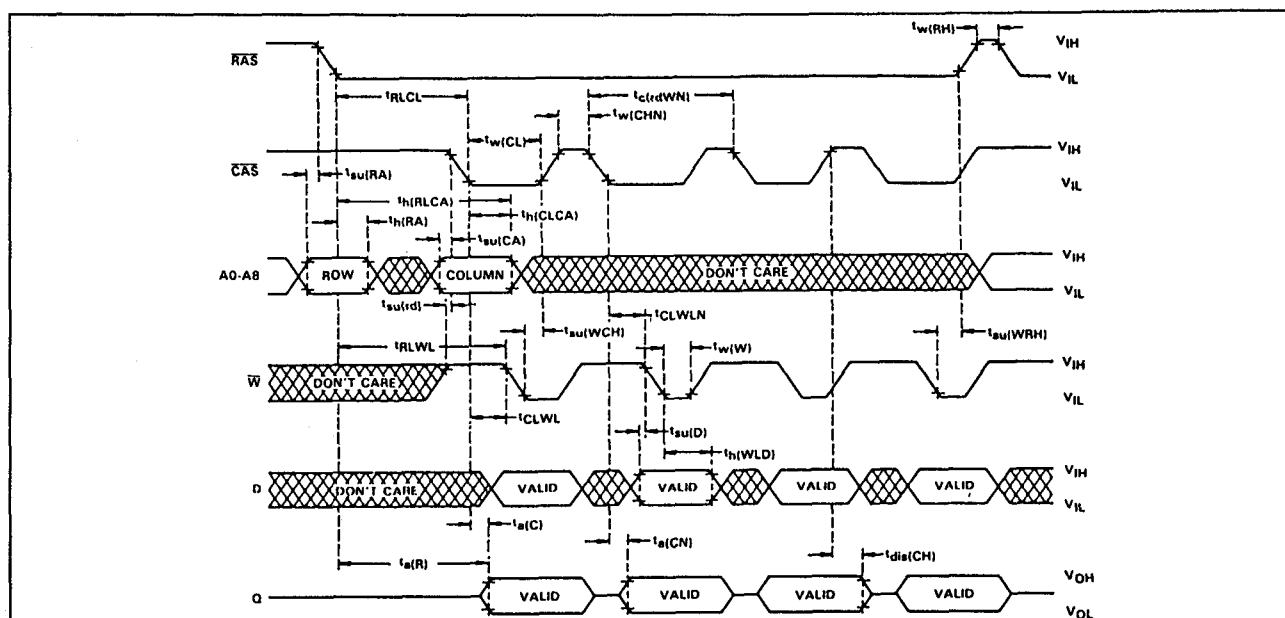 tw(RH)
RAS VIH
VIL
tRLCL tc(rdWN)
tw(CHN)
tw(CL)
CAS VIH
tsu(RA) VIL
th(RLCA)
th(RA) th(CLCA)
tsu(CA)
A0-A8 ROW COLUMN DON'T CARE VIH
VIL
tsu(rd) tCLWLN
tsu(WCH) tsu(WRH)
tRLWL tw(W)
W DON'T CARE VIH
VIL
tCLWL
tsu(D)
th(WLD)
D DON'T CARE VALID VALID VALID VALID VIH
VIL
ta(C) ta(CN) tdis(CH)
ta(R)
Q VALID VALID VALID VALID VOH
VOL